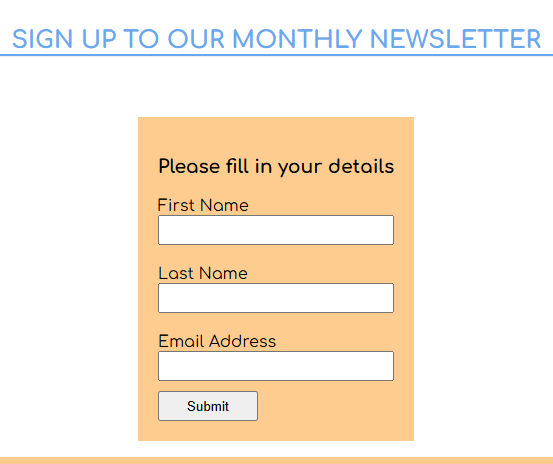 SIGN UP TO OUR MONTHLY NEWSLETTER
Please fill in your details
First Name
Last Name
Email Address
Submit